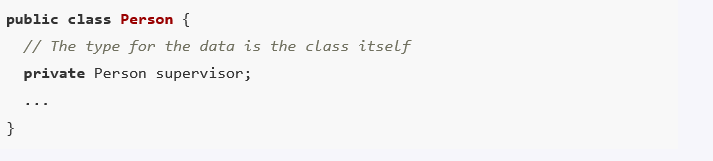 public class Person {
  // The type for the data is the class itself
  private Person supervisor;
  ...
}